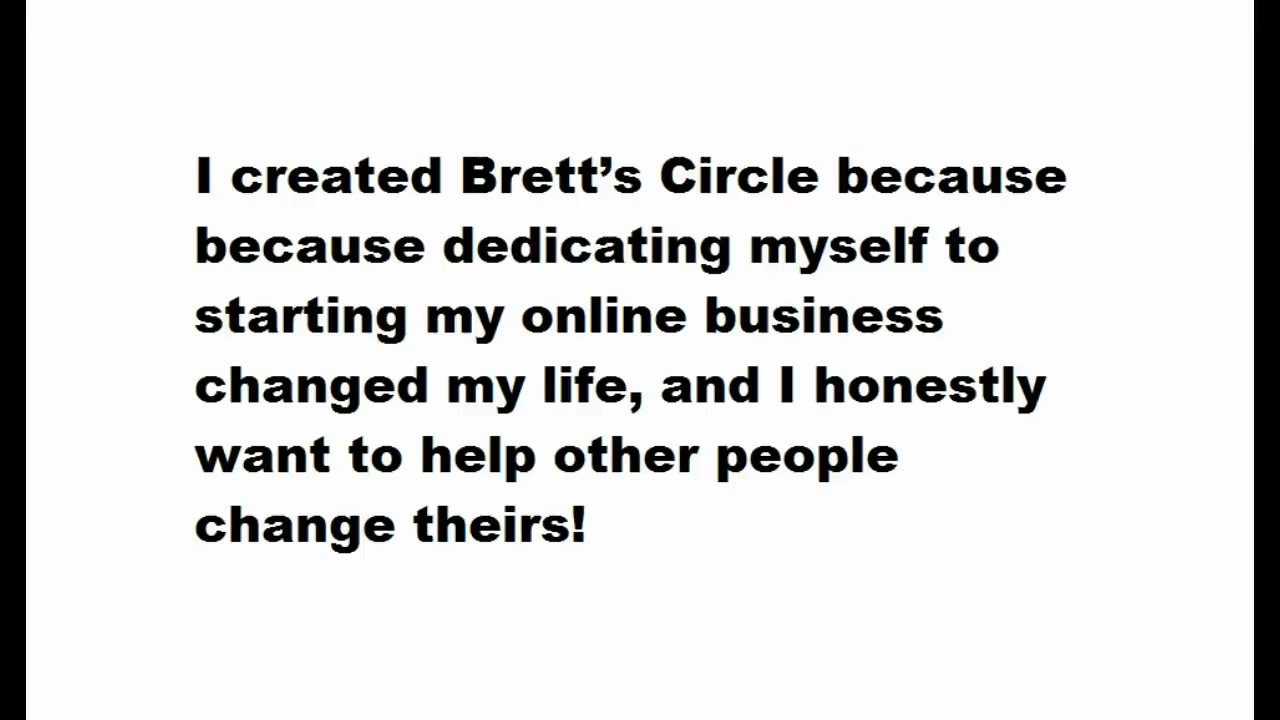 I created Brett’s Circle because
because dedicating myself to
starting my online business
changed my life, and I honestly
want to help other people
change theirs!